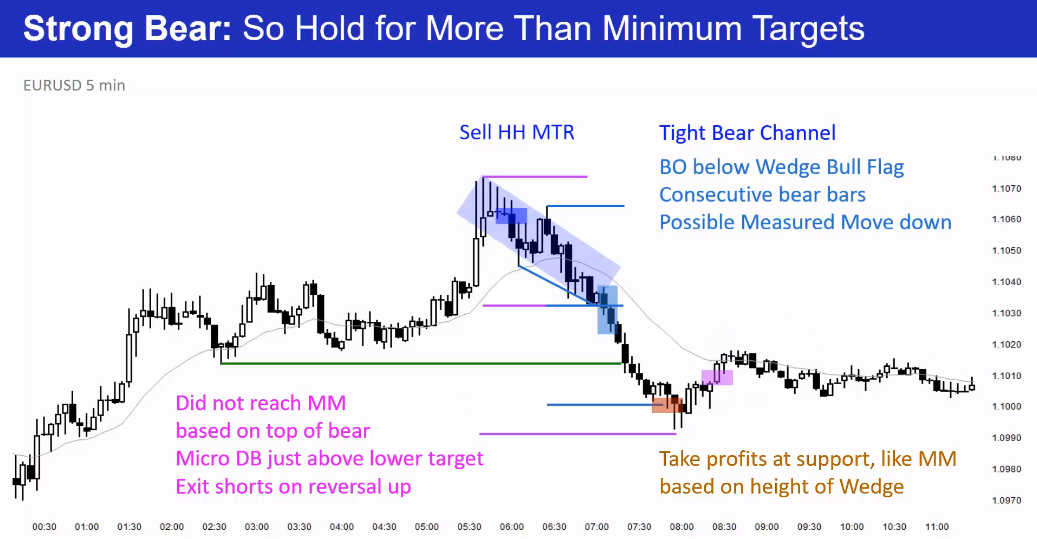 Strong Bear: So Hold for More Than Minimum Targets
EURUSD 5 min
Sell HH MTR
Tight Bear Channel
BO below Wedge Bull Flag
Consecutive bear bars
Possible Measured Move down
1.1080
1.1070
1.1060
1.1050
1.1040
1.1030
1.1020
1.1010
1.1000
1.0990
1.0980
1.0970
Did not reach MM
based on top of bear
Micro DB just above lower target
Exit shorts on reversal up
Take profits at support, like MM
based on height of Wedge
00:30 01:00 01:30 02:00 02:30 03:00 03:30 04:00 04:30 05:00 05:30 06:00 06:30 07:00 07:30 08:00 08:30 09:00 09:30 10:00 10:30 11:00